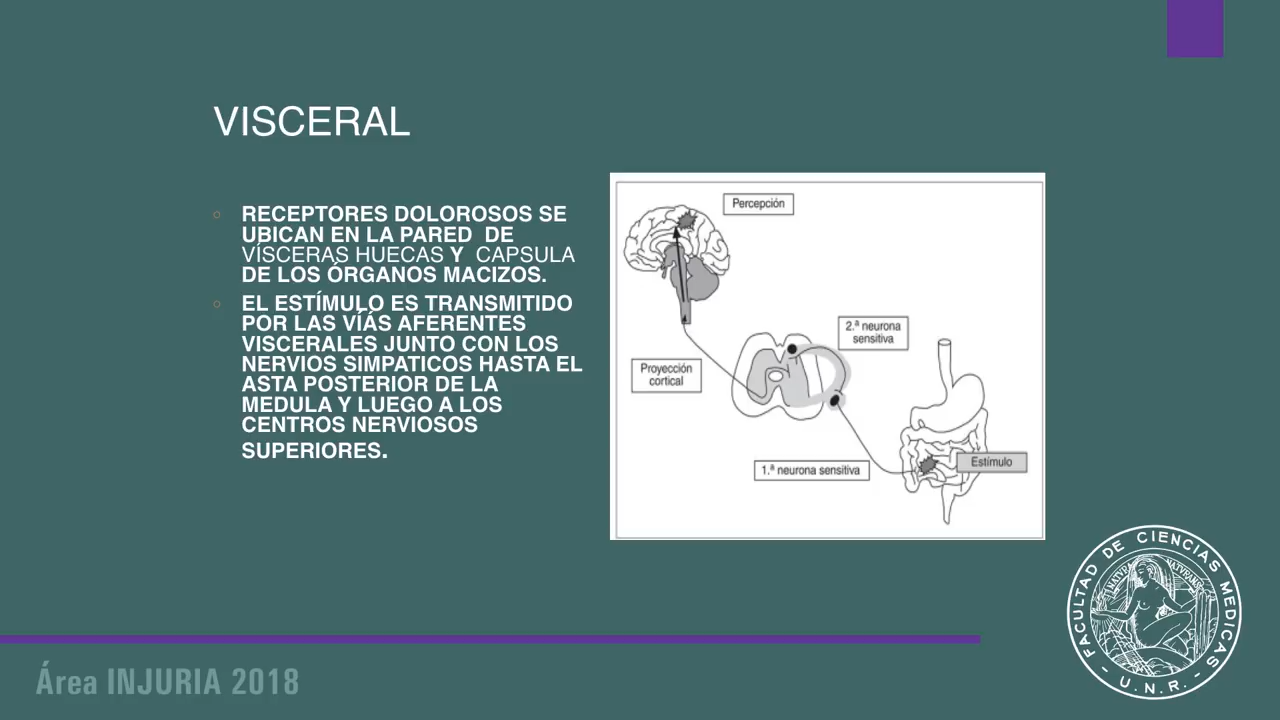 VISCERAL
RECEPTORES DOLOROSOS SE
UBICAN EN LA PARED DE
VÍSCERAS HUECAS Y CAPSULA
DE LOS ÓRGANOS MACIZOS.
EL ESTÍMULO ES TRANSMITIDO
POR LAS VÍÁS AFERENTES
VISCERALES JUNTO CON LOS
NERVIOS SIMPATICOS HASTA EL
ASTA POSTERIOR DE LA
MEDULA Y LUEGO A LOS
CENTROS NERVIOSOS
SUPERIORES.
Percepción
2.ª neurona
sensitiva
Proyección
cortical
1.ª neurona sensitiva
Estímulo
FACULTAD DE CIENCIAS MEDICAS
NATVRA NATVRANS
- U.N.R. -
Área INJURIA 2018